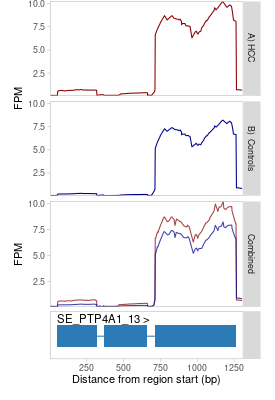 10.0
7.5
5.0
2.5
FPM
A) HCC
10.0
7.5
5.0
2.5
FPM
B) Controls
10.0
7.5
5.0
2.5
FPM
Combined
SE_PTP4A1_13 >
250
500
750
1000
1250
Distance from region start (bp)